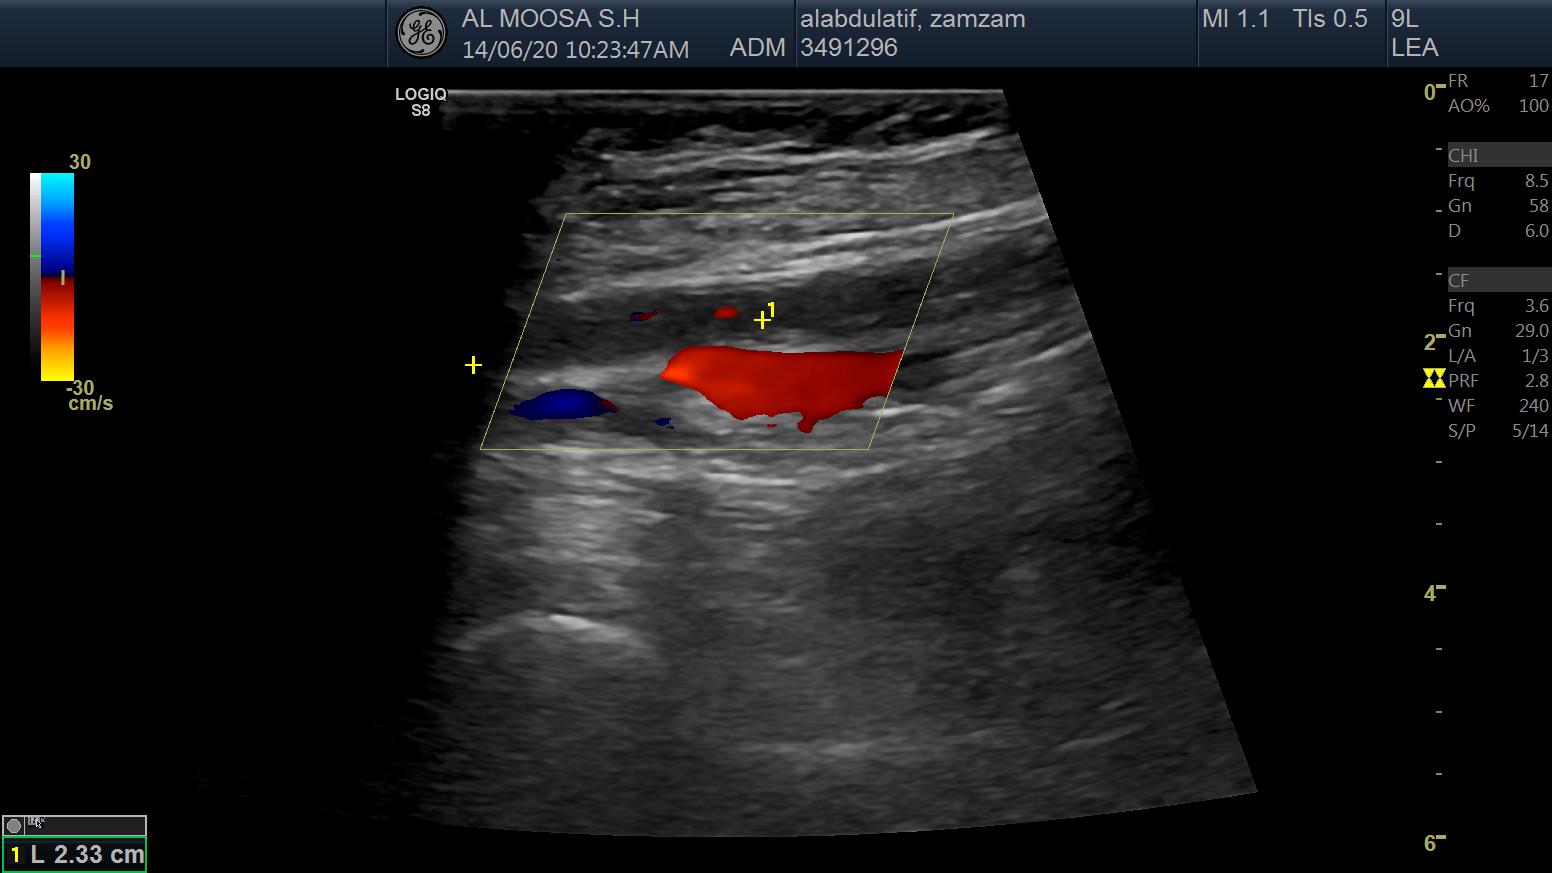 AL MOOSA S.H
14/06/20 10:23:47AM ADM
alabdulatif, zamzam
3491296
MI 1.1 TIs 0.5
9L
LEA
LOGIQ
S8
30
-30
cm/s
0
2
4
6
FR 17
AO% 100
CHI
Frq 8.5
Gn 58
D 6.0
CF
Frq 3.6
Gn 29.0
L/A 1/3
PRF 2.8
WF 240
S/P 5/14
1
1 L 2.33 cm